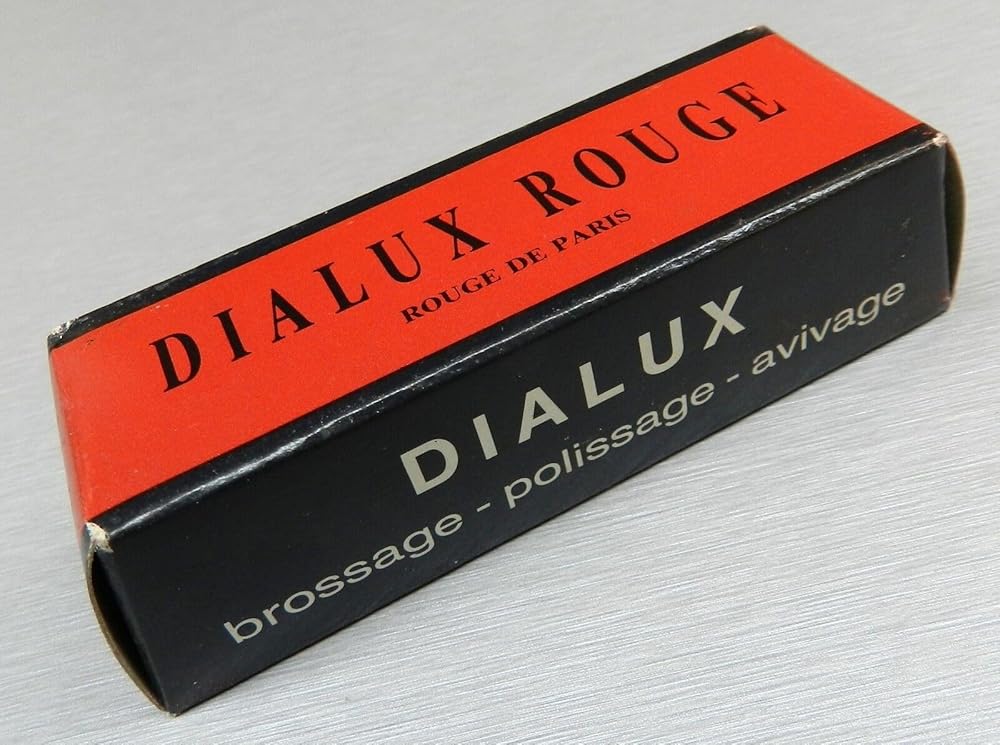 DIALUX ROUGE
ROUGE DE PARIS
DIALUX
brossage - polissage - avivage